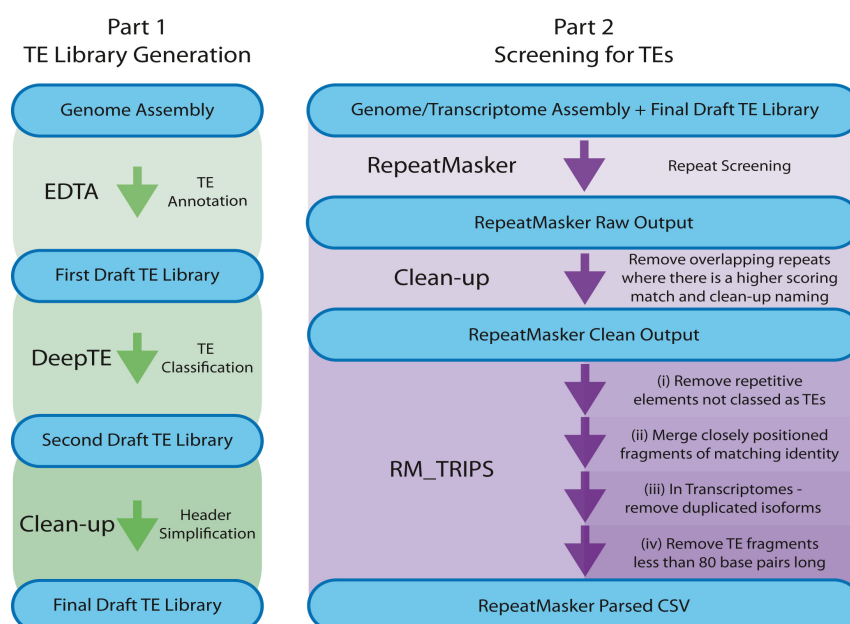 Part 1
TE Library Generation
Genome Assembly
EDTA
TE
Annotation
First Draft TE Library
DeepTE
TE
Classification
Second Draft TE Library
Clean-up
Header
Simplification
Final Draft TE Library
Part 2
Screening for TEs
Genome/Transcriptome Assembly + Final Draft TE Library
RepeatMasker
Repeat Screening
RepeatMasker Raw Output
Clean-up
Remove overlapping repeats
where there is a higher scoring
match and clean-up naming
RepeatMasker Clean Output
RM_TRIPS
(i) Remove repetitive
elements not classed as TEs
(ii) Merge closely positioned
fragments of matching identity
(iii) In Transcriptomes -
remove duplicated isoforms
(iv) Remove TE fragments
less than 80 base pairs long
RepeatMasker Parsed CSV